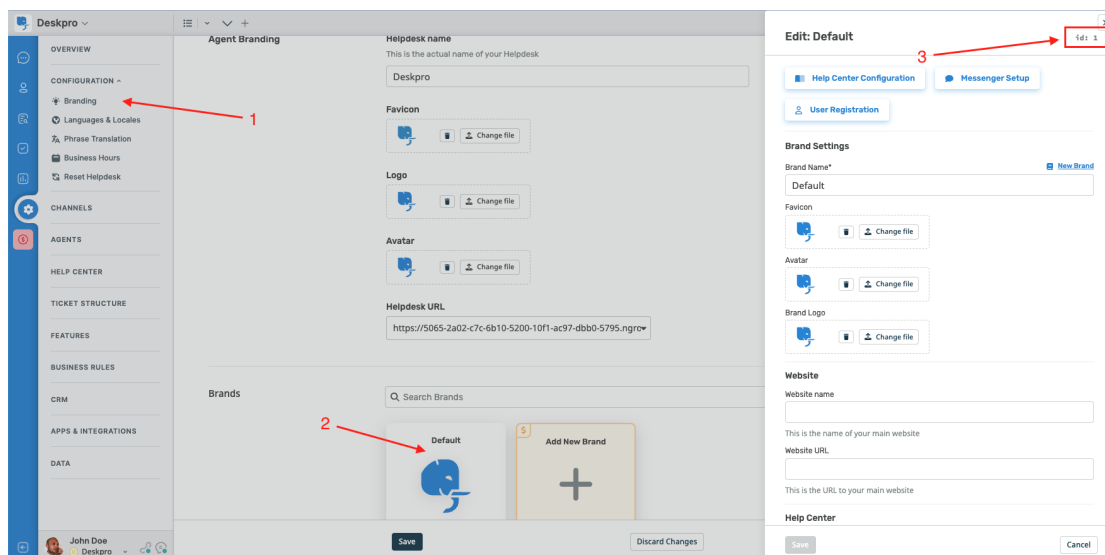 Deskpro
OVERVIEW
CONFIGURATION
Branding
Languages & Locales
Phrase Translation
Business Hours
Reset Helpdesk
CHANNELS
AGENTS
HELP CENTER
TICKET STRUCTURE
FEATURES
BUSINESS RULES
CRM
APPS & INTEGRATIONS
DATA
John Doe
Deskpro
1
Agent Branding
Helpdesk name
This is the actual name of your Helpdesk
Deskpro
Favicon
Change file
Logo
Change file
Avatar
Change file
Helpdesk URL
https://5065-2a02-c7c-6b10-5200-10f1-ac97-dbb0-5795.ngro
Brands
Search Brands
2
Default
$
Add New Brand
Save
Discard Changes
Edit: Default
3
id: 1
Help Center Configuration
Messenger Setup
User Registration
Brand Settings
Brand Name*
New Brand
Default
Favicon
Change file
Avatar
Change file
Brand Logo
Change file
Website
Website name
This is the name of your main website
Website URL
This is the URL to your main website
Help Center
Save
Cancel